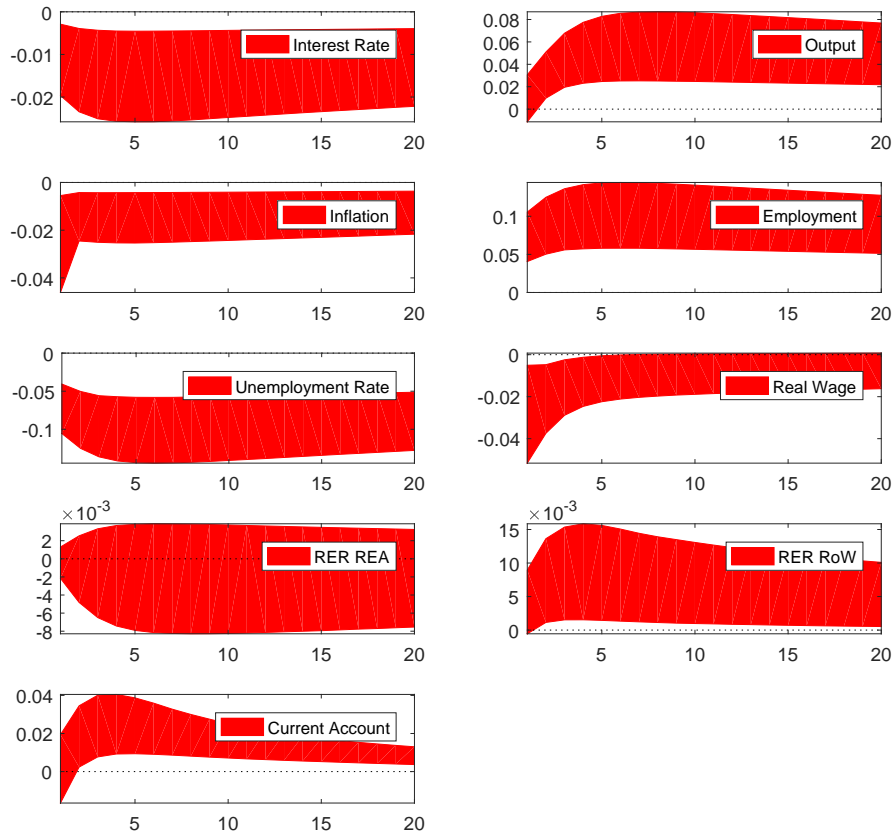 0
-0.01
-0.02
Interest Rate
5 10 15 20
0.08
0.06
0.04
0.02
0
Output
5 10 15 20
0
-0.02
-0.04
Inflation
5 10 15 20
0.1
0.05
0
Employment
5 10 15 20
0
-0.05
-0.1
Unemployment Rate
5 10 15 20
0
-0.02
-0.04
Real Wage
5 10 15 20
×10⁻³
2
0
-2
-4
-6
-8
RER REA
5 10 15 20
×10⁻³
15
10
5
0
RER RoW
5 10 15 20
0.04
0.02
0
Current Account
5 10 15 20